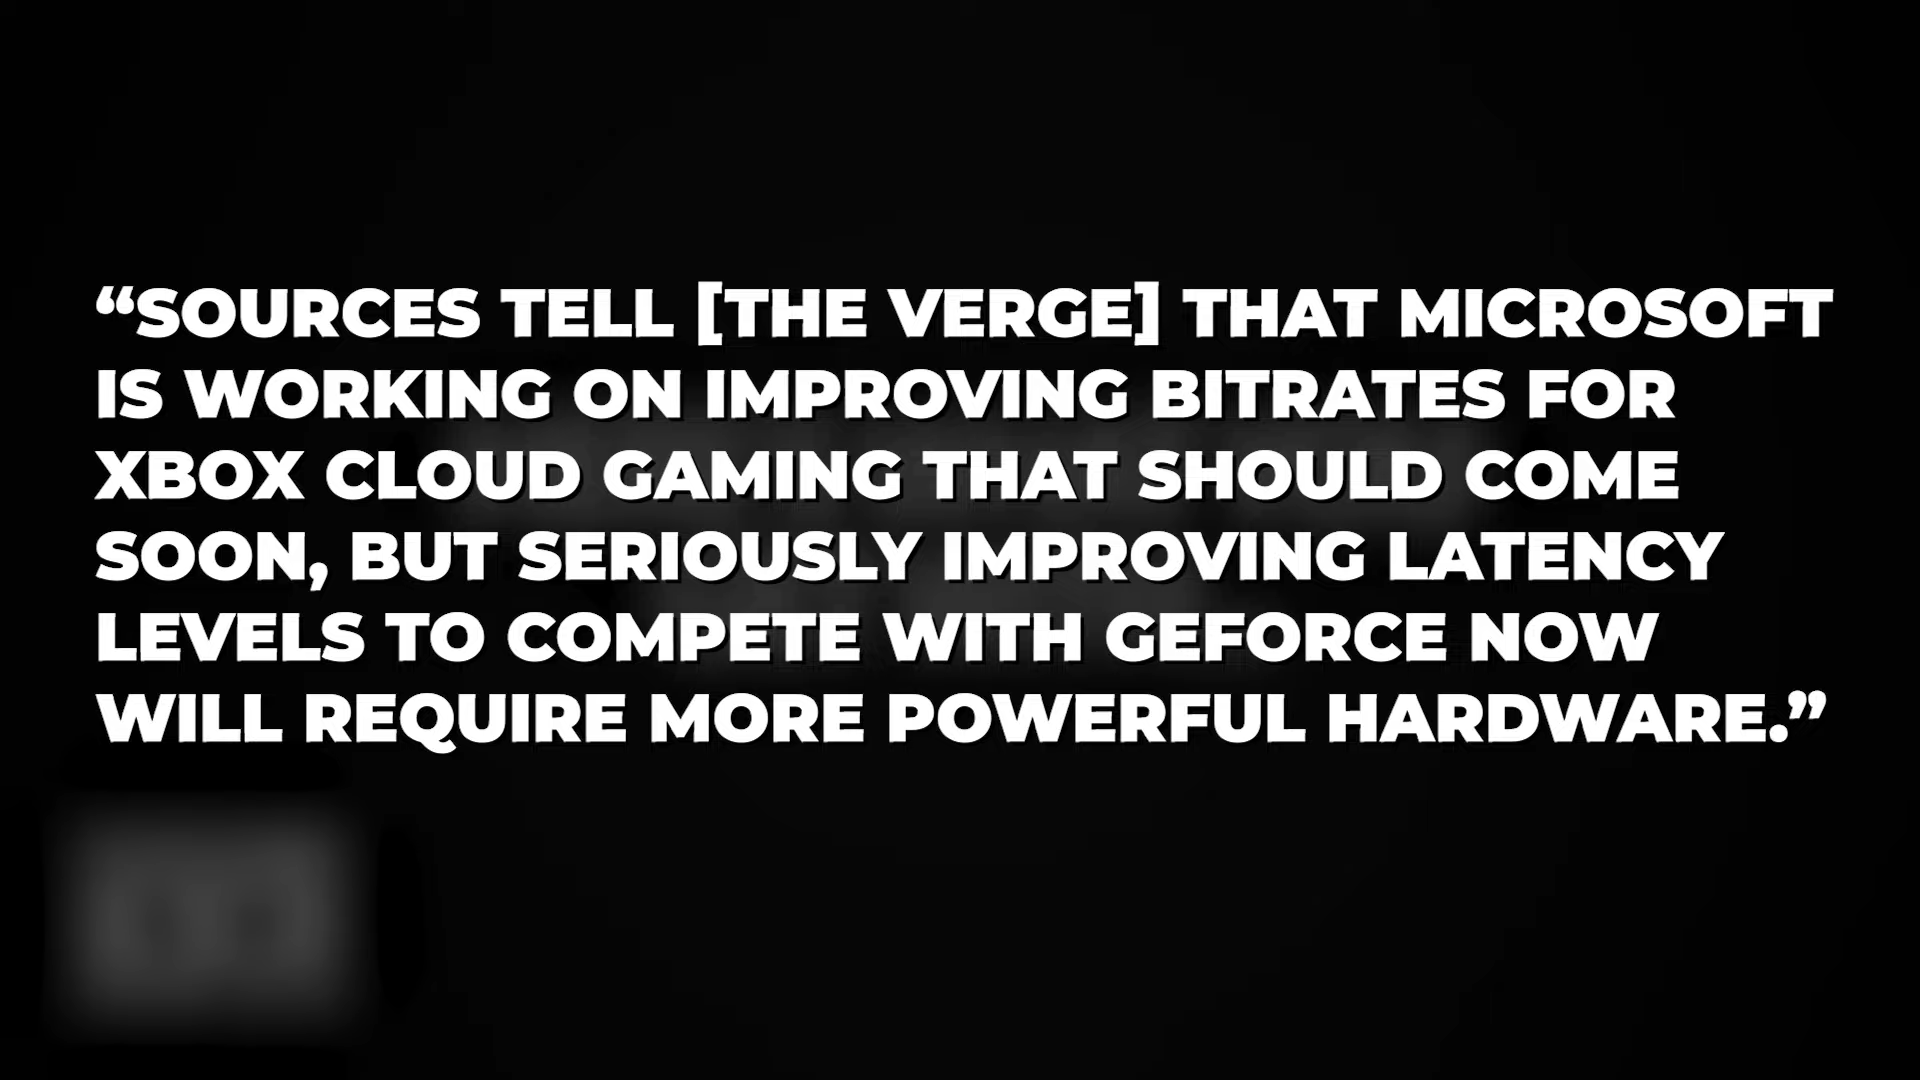 “SOURCES TELL [THE VERGE] THAT MICROSOFT
IS WORKING ON IMPROVING BITRATES FOR
XBOX CLOUD GAMING THAT SHOULD COME
SOON, BUT SERIOUSLY IMPROVING LATENCY
LEVELS TO COMPETE WITH GEFORCE NOW
WILL REQUIRE MORE POWERFUL HARDWARE.”